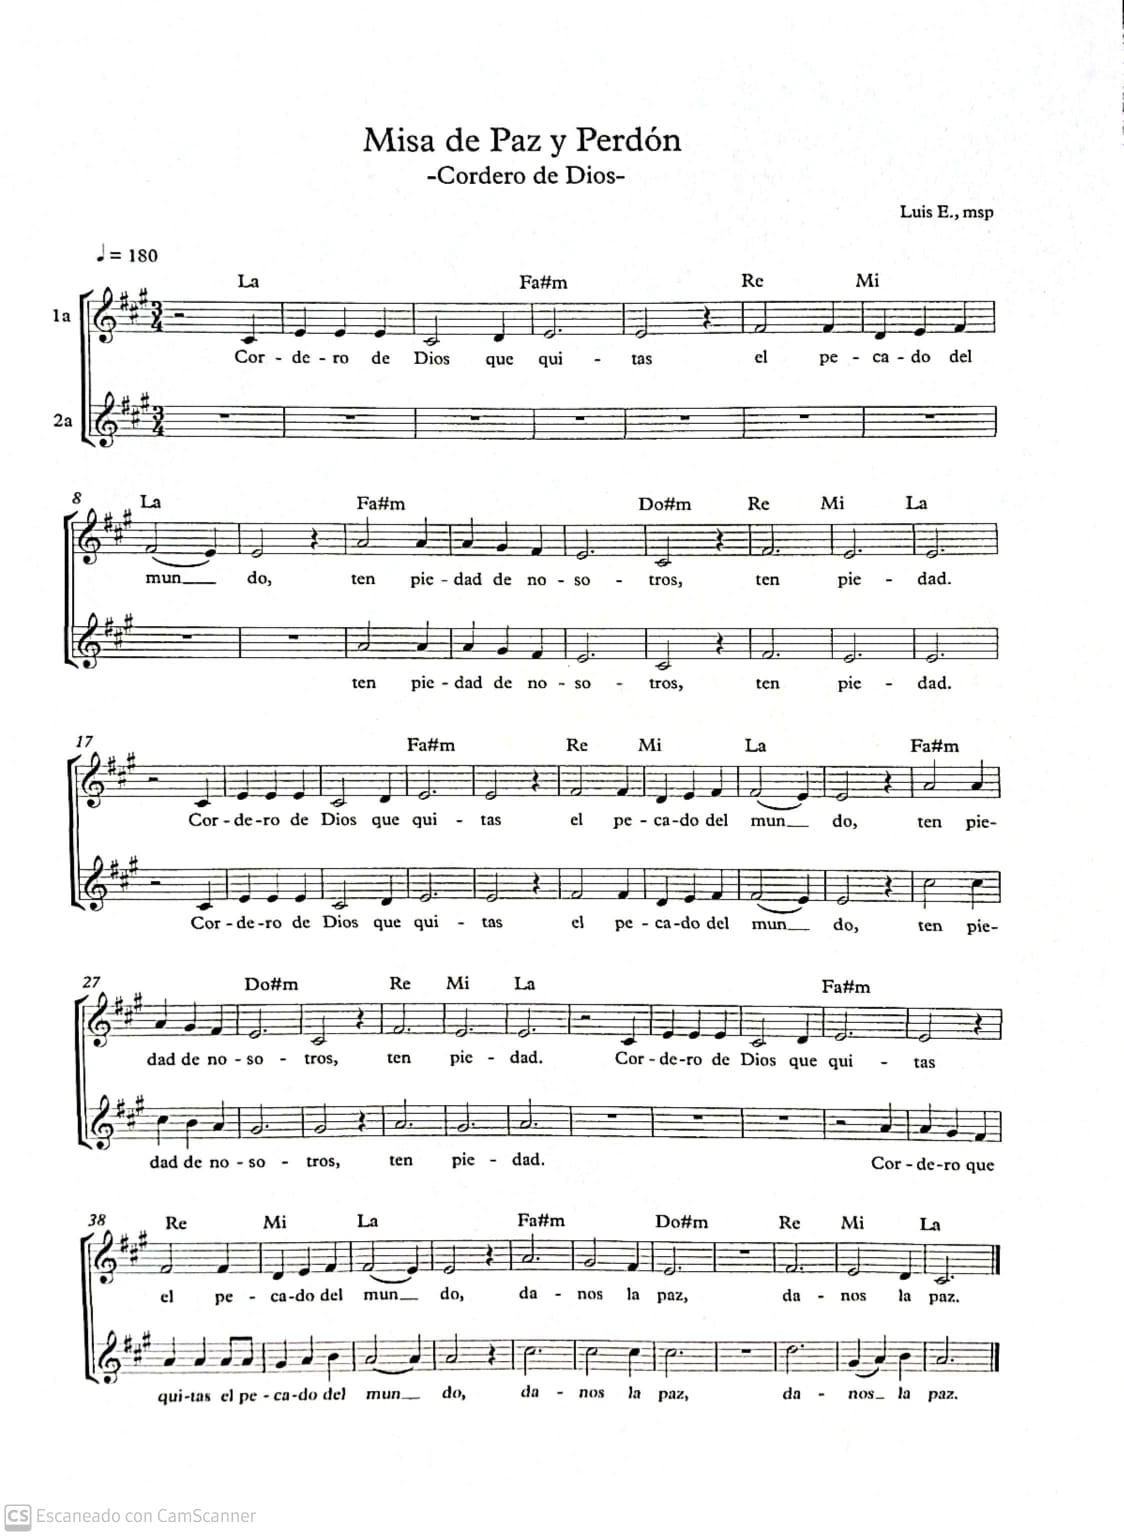 Misa de Paz y Perdón
-Cordero de Dios-
Luis E., msp
♩ = 180
La Fa#m Re Mi
1a
Cor - de - ro de Dios que qui - tas el pe - ca - do del
2a
8
La Fa#m Do#m Re Mi La
mun__ do, ten pie - dad de no - so - tros, ten pie - dad.
ten pie - dad de no - so - tros, ten pie - dad.
17
Fa#m Re Mi La Fa#m
Cor - de - ro de Dios que qui - tas el pe - ca - do del mun__ do, ten pie-
Cor - de - ro de Dios que qui - tas el pe - ca - do del mun__ do, ten pie-
27
Do#m Re Mi La Fa#m
dad de no - so - tros, ten pie - dad. Cor - de - ro de Dios que qui - tas
dad de no - so - tros, ten pie - dad. Cor - de - ro que
38
Re Mi La Fa#m Do#m Re Mi La
el pe - ca - do del mun__ do, da - nos la paz, da - nos la paz.
qui - tas el pe - ca - do del mun__ do, da - nos la paz, da - nos_ la paz.
CS Escaneado con CamScanner